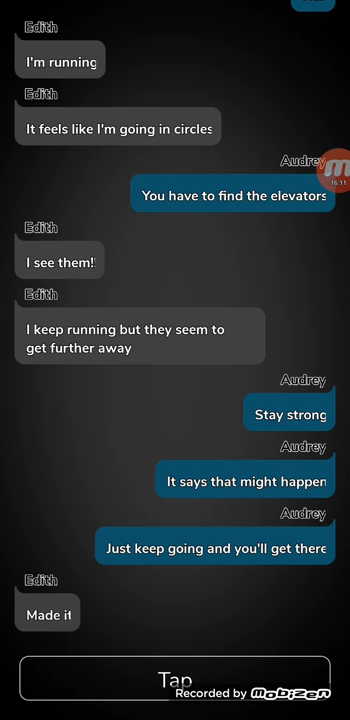 Edith
I'm running
Edith
It feels like I'm going in circles
Audrey
16:11
You have to find the elevators
Edith
I see them!!
Edith
I keep running but they seem to
get further away
Audrey
Stay strong
Audrey
It says that might happen
Audrey
Just keep going and you'll get there
Edith
Made it
Tap
Recorded by Mobizen